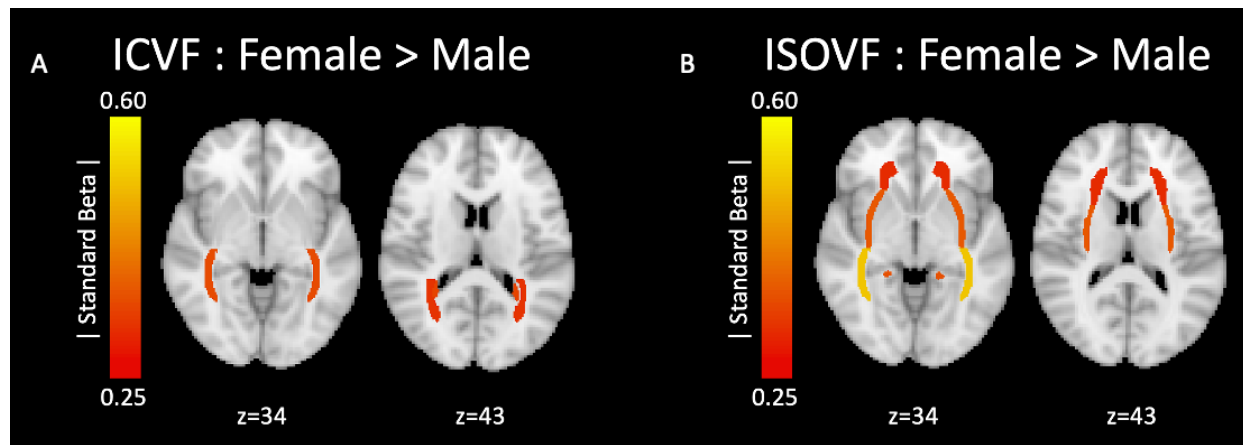 A
ICVF : Female > Male
0.60
| Standard Beta |
0.25
z=34
z=43
B
ISOVF : Female > Male
0.60
| Standard Beta |
0.25
z=34
z=43